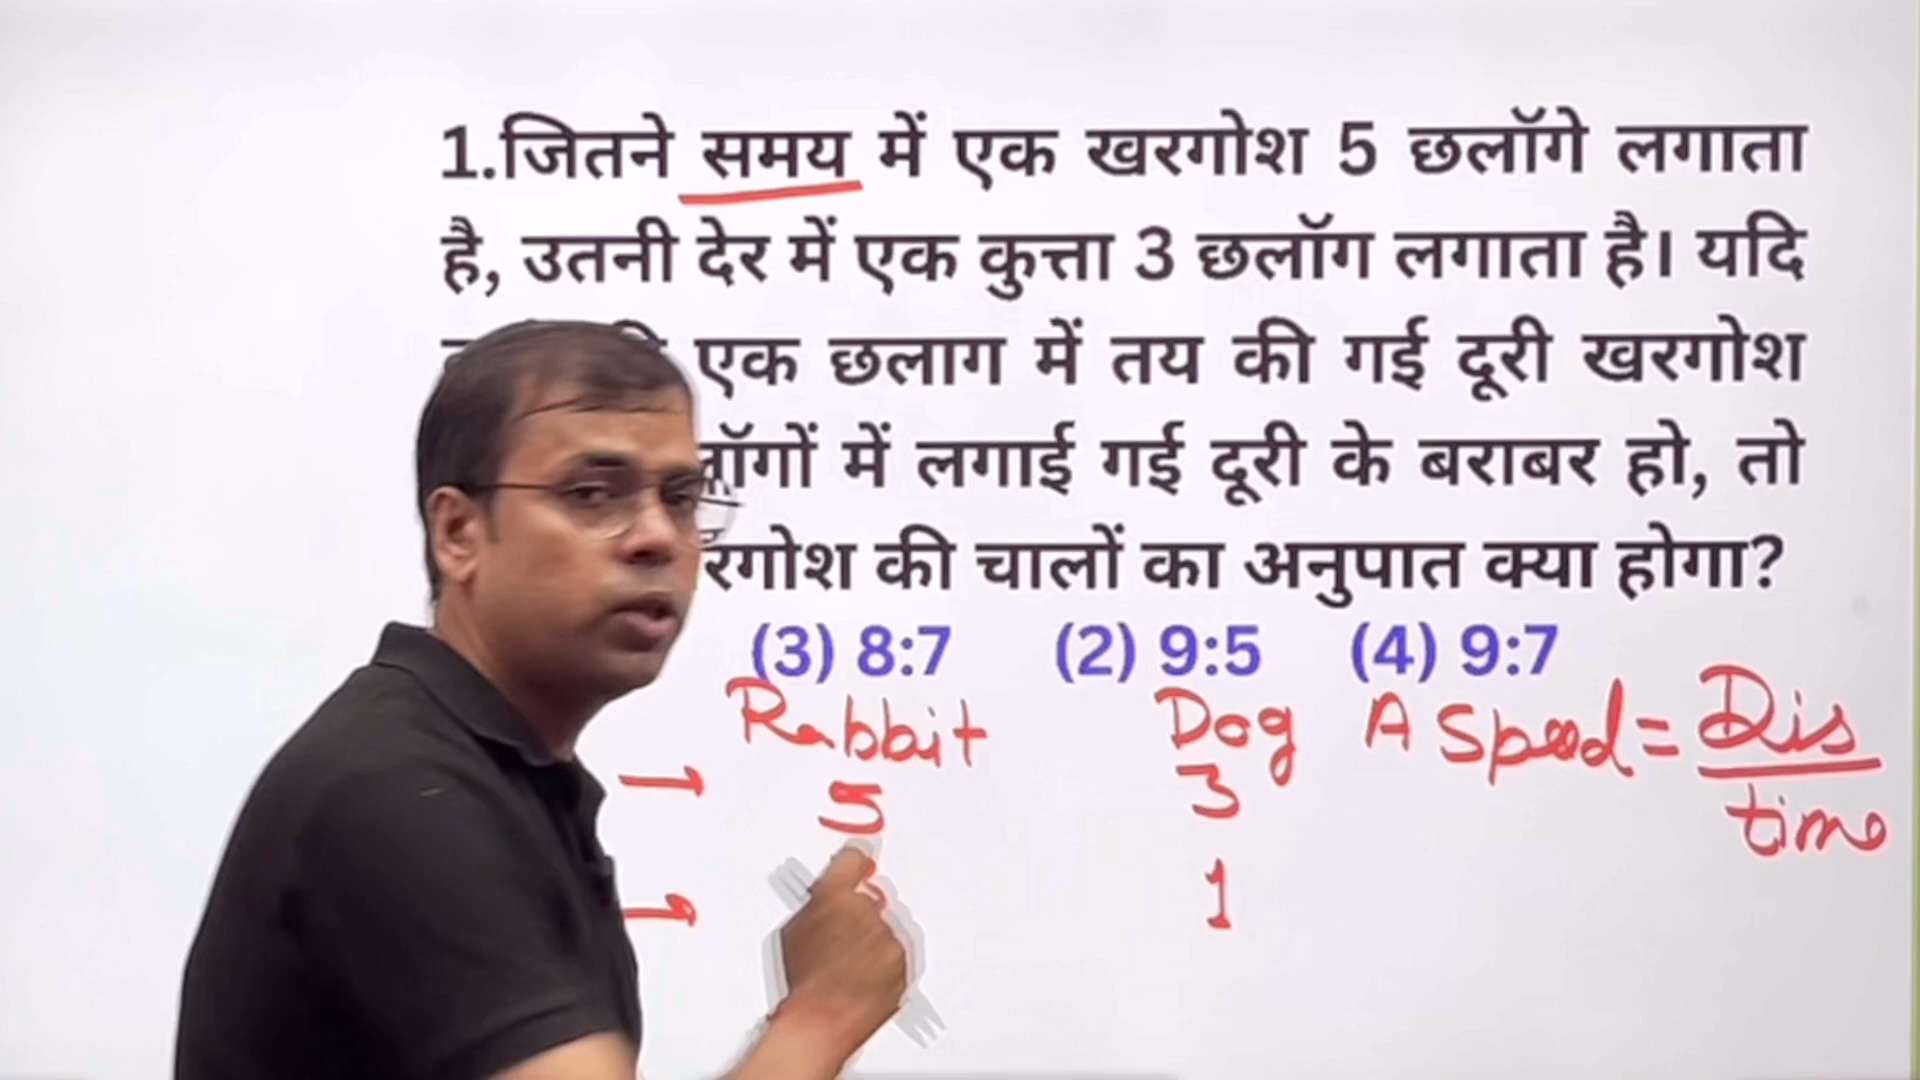 1.जितने समय में एक खरगोश 5 छलॉगे लगाता
है, उतनी देर में एक कुत्ता 3 छलॉग लगाता है। यदि
एक छलाग में तय की गई दूरी खरगोश
में लगाई गई दूरी के बराबर हो, तो
की चालों का अनुपात क्या होगा?
(3) 8:7 (2) 9:5 (4) 9:7
Rabbit Dog A Speed = Dis
5 3 time
1